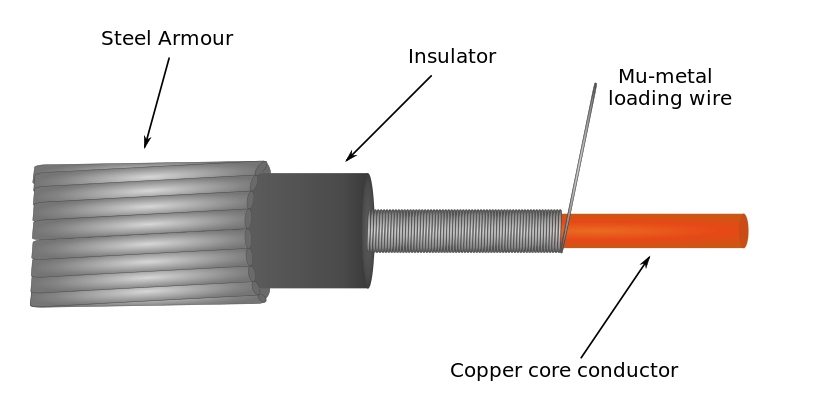 Steel Armour
Insulator
Mu-metal
loading wire
Copper core conductor